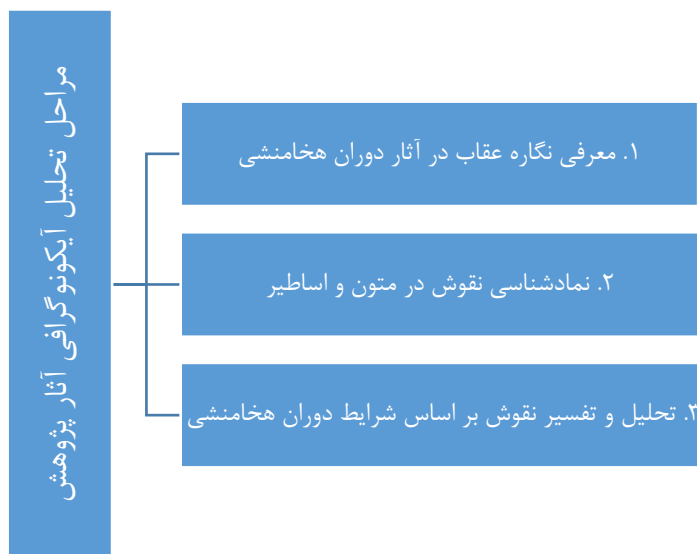 مراحل تحلیل آیکونوگرافی آثار پژوهش
۱. معرفی نگاره عقاب در آثار دوران هخامنشی
۲. نمادشناسی نقوش در متون و اساطیر
۳. تحلیل و تفسیر نقوش بر اساس شرایط دوران هخامنشی